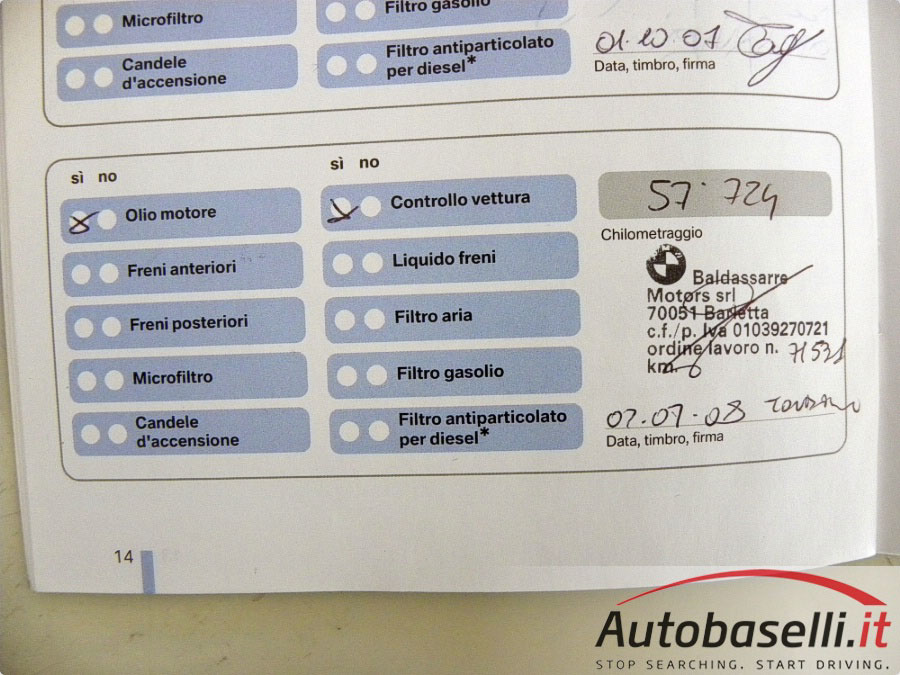 Microfiltro
Filtro gasolio
Candele
d'accensione
Filtro antiparticolato
per diesel*
01.10.07
Data, timbro, firma
sì no
sì no
Olio motore
Controllo vettura
57.724
Chilometraggio
Freni anteriori
Liquido freni
Baldassarre
Motors srl
70051 Barletta
c.f./p. Iva 01039270721
ordine lavoro n. 71531
km.
Freni posteriori
Filtro aria
Microfiltro
Filtro gasolio
Candele
d'accensione
Filtro antiparticolato
per diesel*
02.07.08
Data, timbro, firma
14
Autobaselli.it
STOP SEARCHING. START DRIVING.